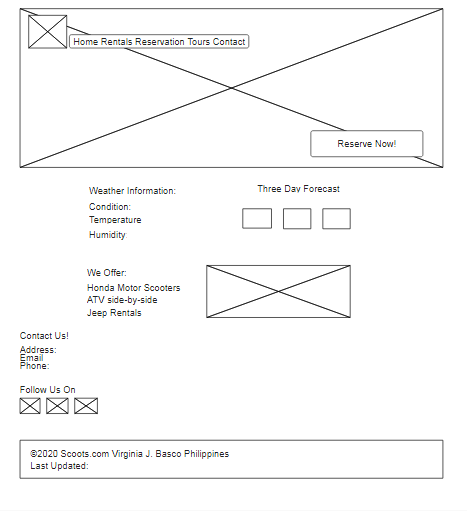 Home Rentals Reservation Tours Contact
Reserve Now!
Weather Information:
Condition:
Temperature
Humidity
Three Day Forecast
We Offer:
Honda Motor Scooters
ATV side-by-side
Jeep Rentals
Contact Us!
Address:
Email
Phone:
Follow Us On
©2020 Scoots.com Virginia J. Basco Philippines
Last Updated: